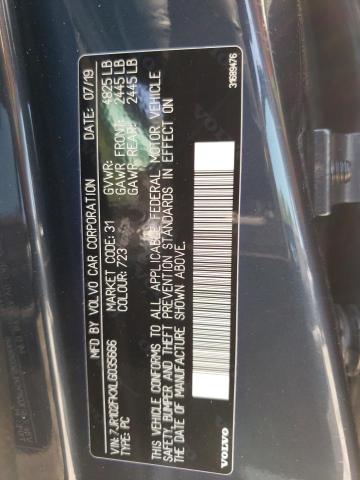 MFD BY VOLVO CAR CORPORATION DATE: 07/19
MARKET CODE: 31 GVWR: 4825 LB
COLOUR: 723 GAWR FRONT: 2445 LB
GAWR REAR: 2445 LB
VIN: 7JR102FKXLG035666
TYPE: PC
THIS VEHICLE CONFORMS TO ALL APPLICABLE FEDERAL MOTOR VEHICLE
SAFETY, BUMPER AND THEFT PREVENTION STANDARDS IN EFFECT ON
THE DATE OF MANUFACTURE SHOWN ABOVE.
VOLVO
31689476